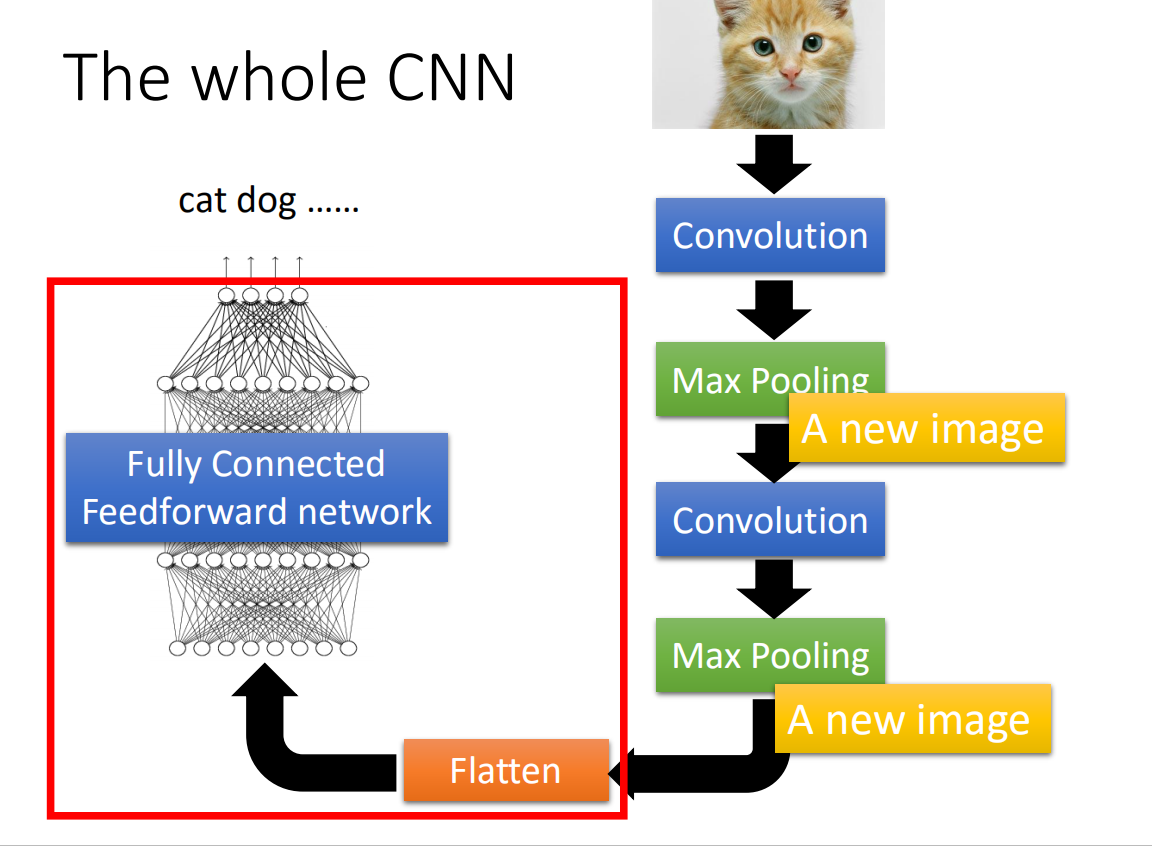 The whole CNN
cat dog ……
Convolution
Max Pooling
A new image
Convolution
Max Pooling
A new image
Flatten
Fully Connected
Feedforward network